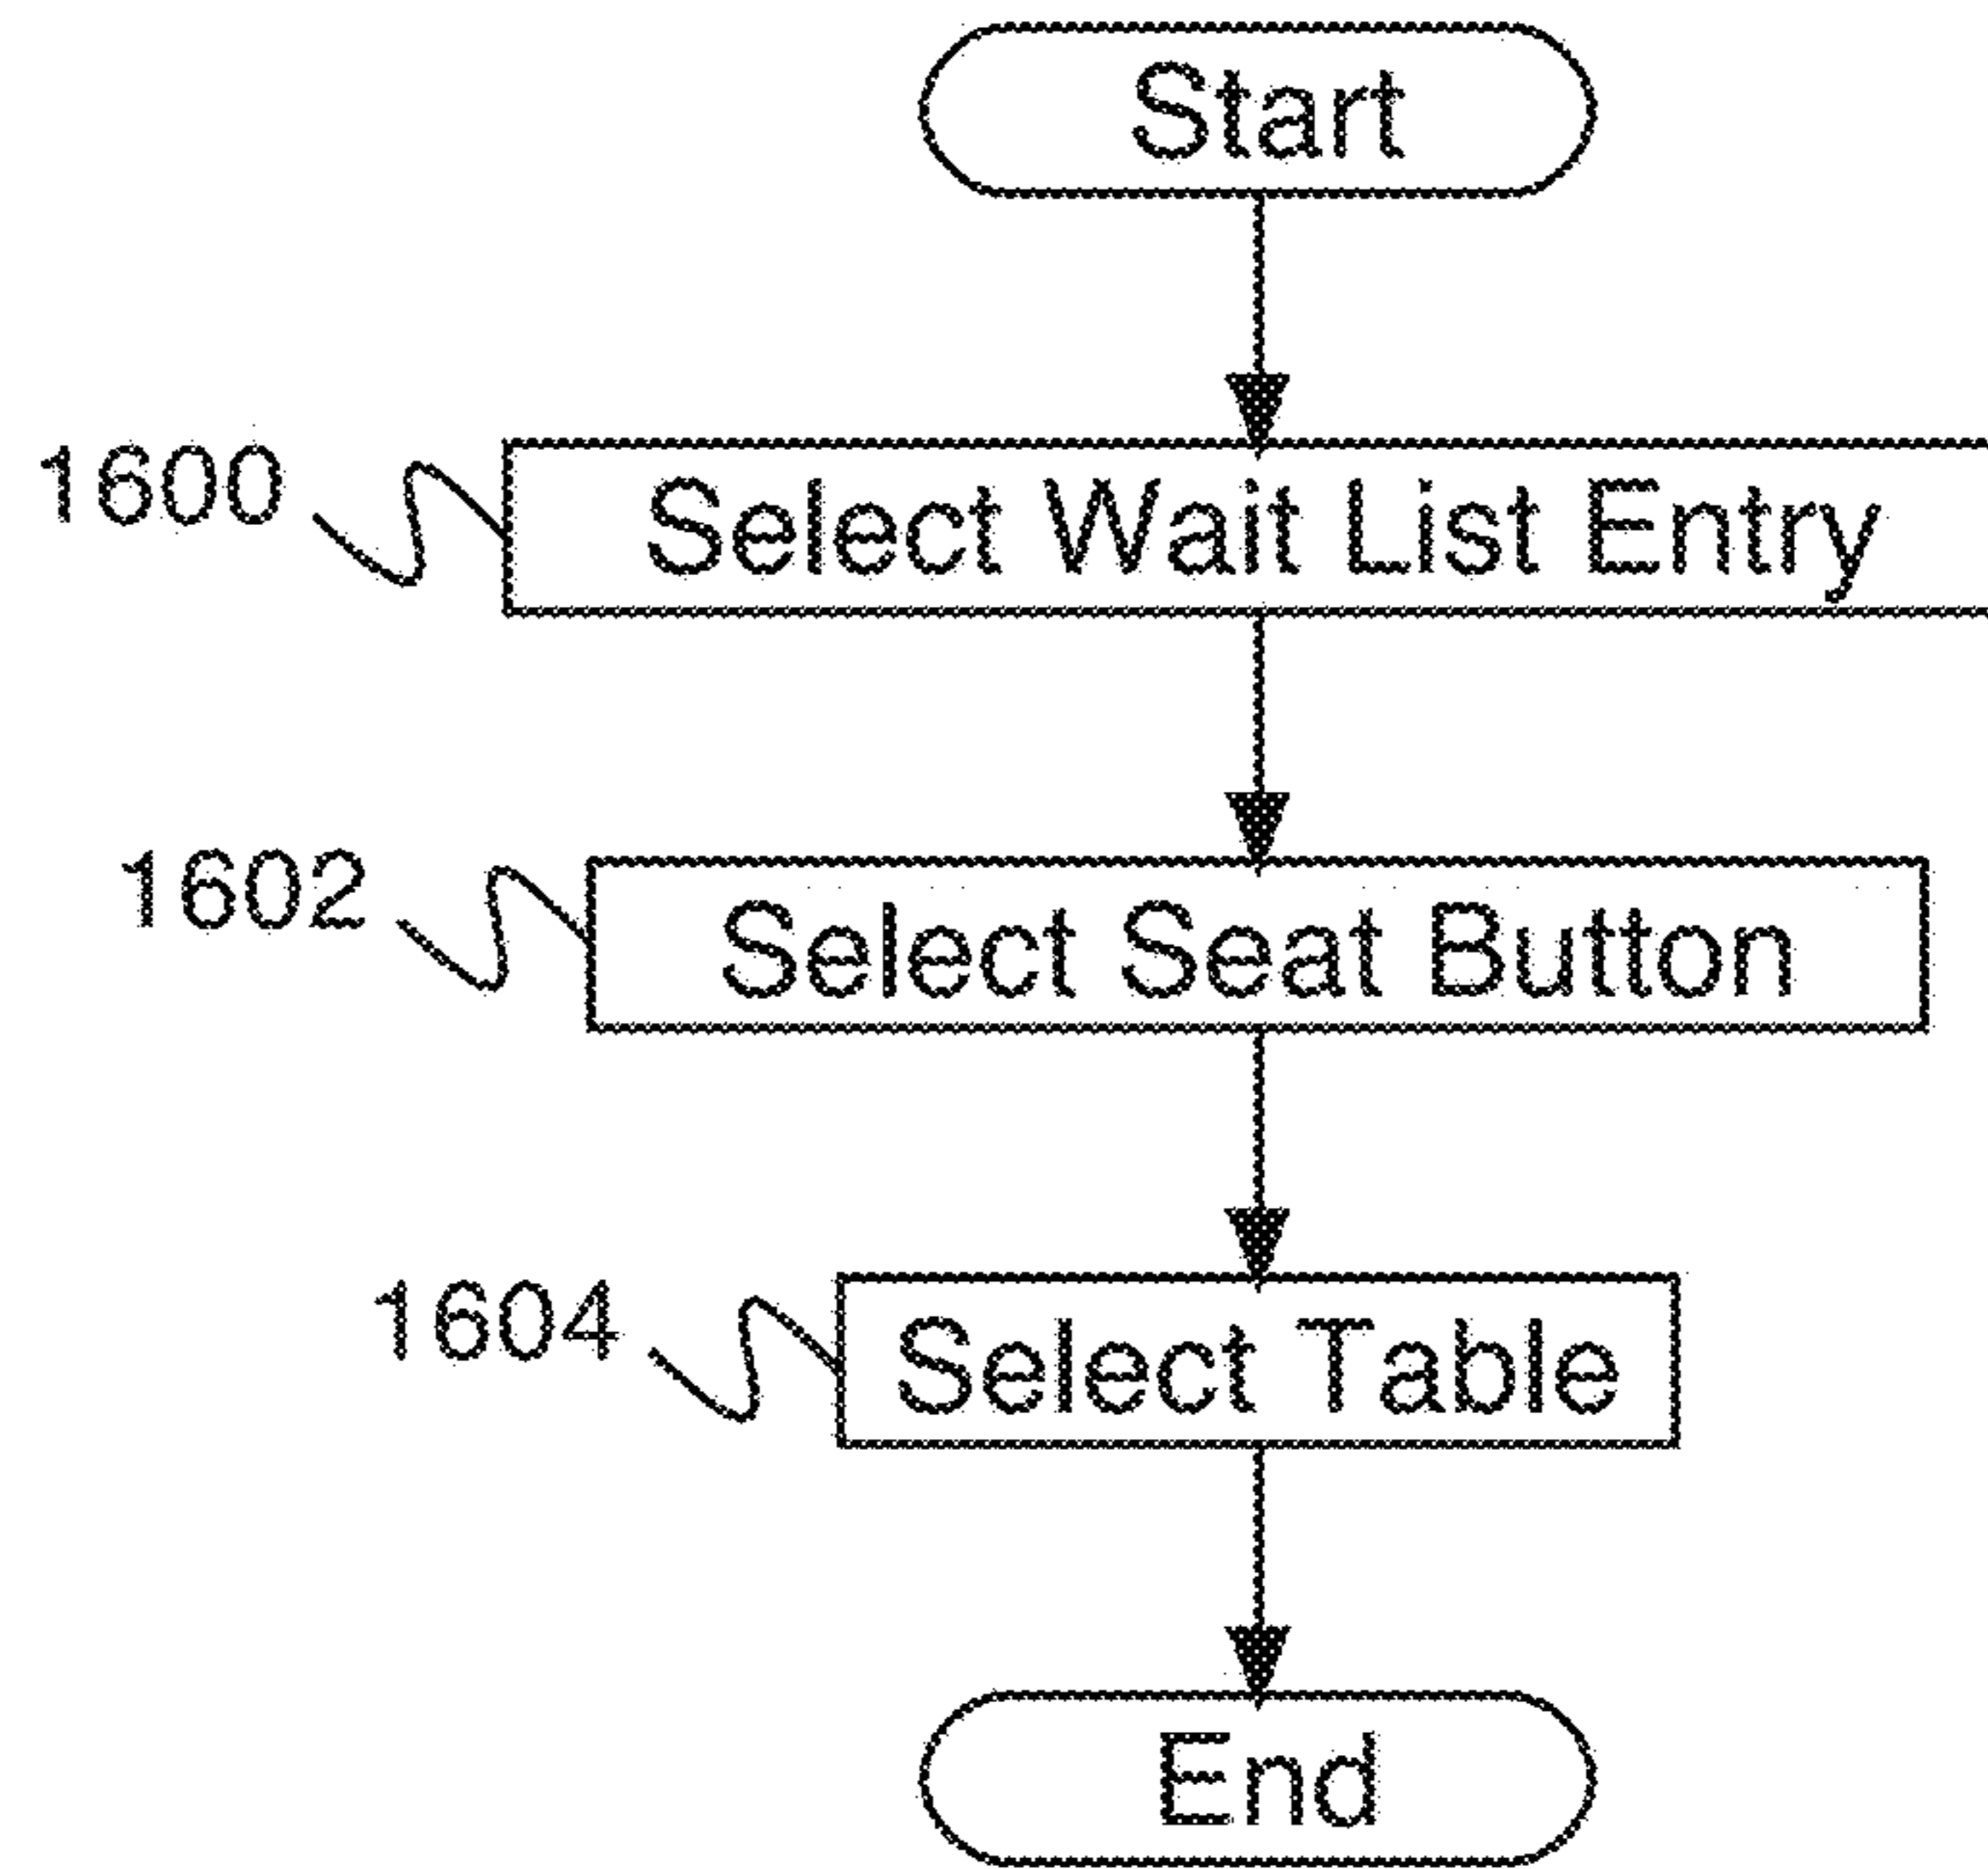 Start
1600
Select Wait List Entry
1602
Select Seat Button
1604
Select Table
End